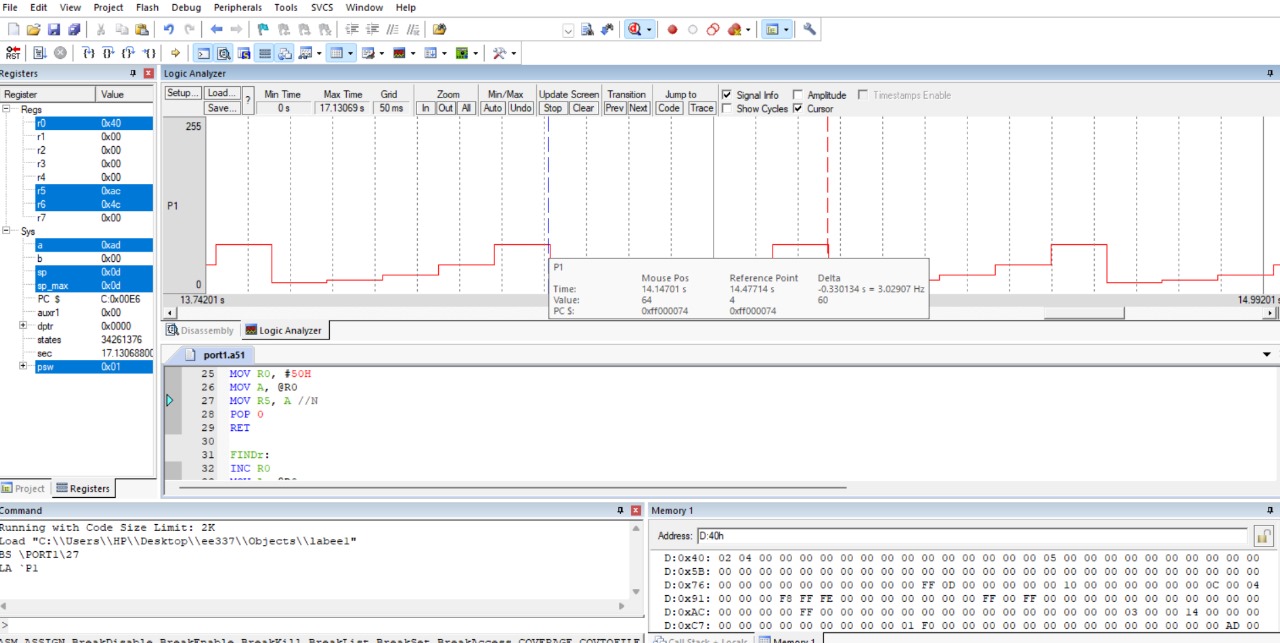 File Edit View Project Flash Debug Peripherals Tools SVCS Window Help
Registers
Register Value
Regs
r0 0x40
r1 0x00
r2 0x00
r3 0x00
r4 0x00
r5 0xac
r6 0x4c
r7 0x00
Sys
a 0xad
b 0x00
sp 0x0d
sp_max 0x0d
PC $ C:0x00E6
auxr1 0x00
dptr 0x0000
states 34261376
sec 17.13068800
psw 0x01
Project Registers
Logic Analyzer
Setup... Load... Min Time Max Time Grid Zoom Min/Max Update Screen Transition Jump to Signal Info Amplitude Timestamps Enable
Save... ? 0 s 17.13069 s 50 ms In Out All Auto Undo Stop Clear Prev Next Code Trace Show Cycles Cursor
255
P1
0
13.74201 s 14.99201 s
P1
Mouse Pos Reference Point Delta
Time: 14.14701 s 14.47714 s -0.330134 s = 3.02907 Hz
Value: 64 4 60
PC $: 0xff000074 0xff000074
Disassembly Logic Analyzer
port1.a51
25 MOV R0, #50H
26 MOV A, @R0
27 MOV R5, A //N
28 POP 0
29 RET
30
31 FINDr:
32 INC R0
Command
Running with Code Size Limit: 2K
Load "C:\\Users\\HP\\Desktop\\ee337\\Objects\\labee1"
BS \PORT1\27
LA `P1
>
ASM ASSIGN BreakDisable BreakEnable BreakKill BreakList BreakSet BreakAccess COVERAGE COVTOFILE
Memory 1
Address: D:40h
D:0x40: 02 04 00 00 00 00 00 00 00 00 00 00 00 00 00 00 05 00 00 00 00 00 00 00 00 00 00
D:0x5B: 00 00 00 00 00 00 00 00 00 00 00 00 00 00 00 00 00 00 00 00 00 00 00 00 00 00 00
D:0x76: 00 00 00 00 00 00 00 00 00 00 FF 0D 00 00 00 00 00 10 00 00 00 00 00 00 00 0C 00 04
D:0x91: 00 00 00 F8 FF FE 00 00 00 00 00 00 00 FF 00 FF 00 00 00 00 00 00 00 00 00 00 00
D:0xAC: 00 00 00 00 FF 00 00 00 00 00 00 00 00 00 00 00 00 00 00 00 03 00 00 14 00 00 00
D:0xC7: 00 00 00 00 00 00 00 00 00 01 F0 00 00 00 00 00 00 00 00 00 00 00 00 00 00 AD 00
Call Stack + Locals Memory 1